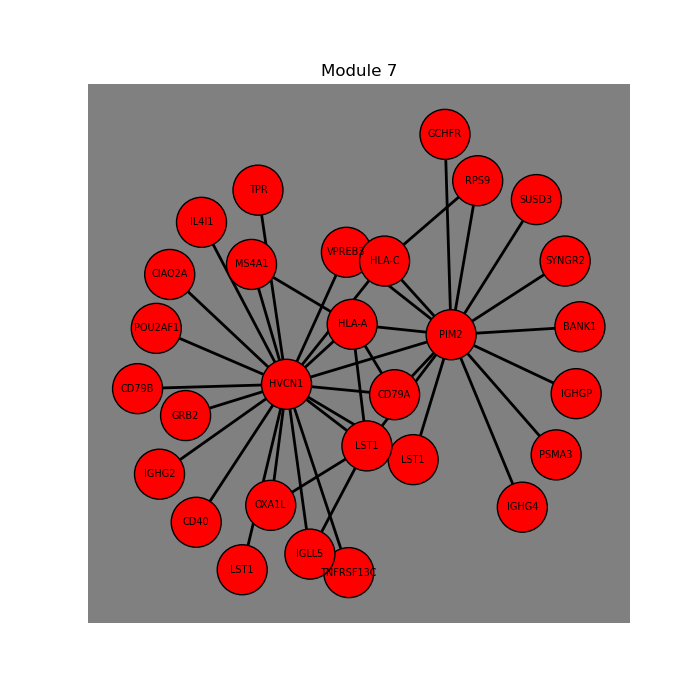 Module 7
GCHFR
RPS9
TPR
SUSD3
IL4I1
VPREB3
HLA-C
SYNGR2
MS4A1
CIAO2A
HLA-A
BANK1
POU2AF1
PIM2
HVCN1
CD79B
CD79A
IGHGP
GRB2
LST1
PSMA3
LST1
IGHG2
OXA1L
IGHG4
CD40
IGLL5
LST1
TNFRSF13C